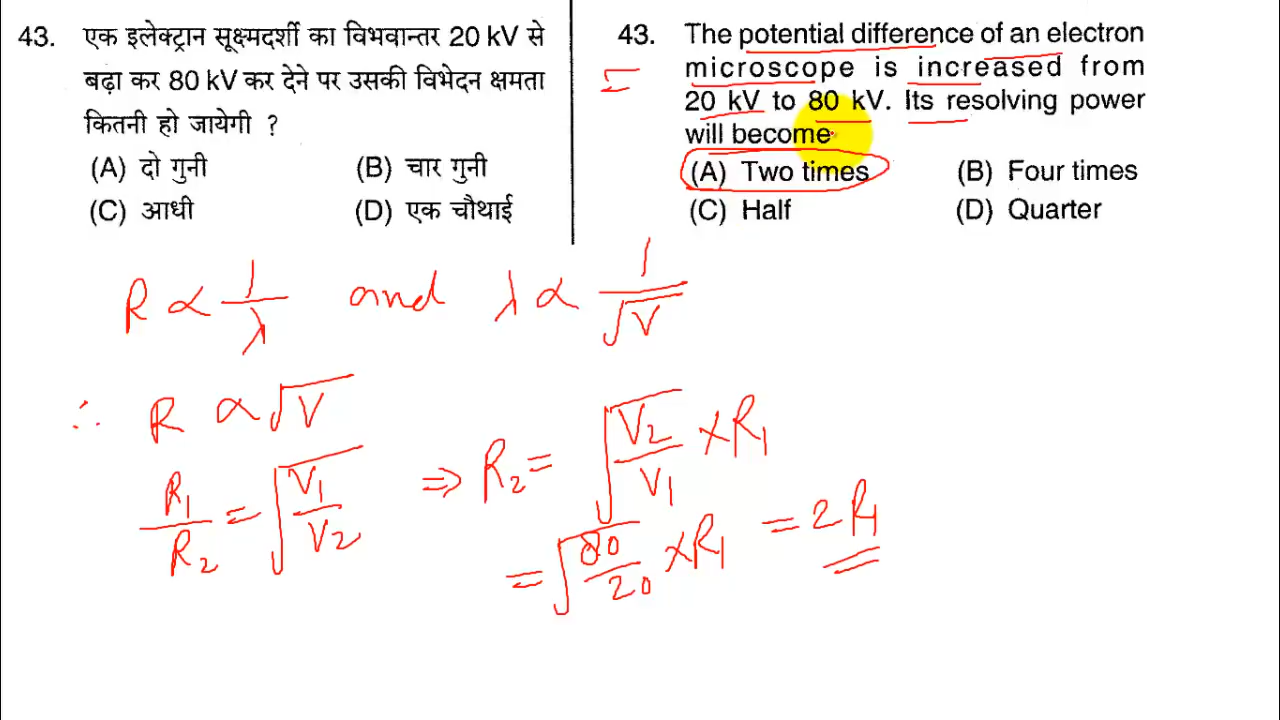 43. एक इलेक्ट्रान सूक्ष्मदर्शी का विभवान्तर 20 kV से
बढ़ा कर 80 kV कर देने पर उसकी विभेदन क्षमता
कितनी हो जायेगी ?
(A) दो गुनी (B) चार गुनी
(C) आधी (D) एक चौथाई
43. The potential difference of an electron
microscope is increased from
20 kV to 80 kV. Its resolving power
will become
(A) Two times (B) Four times
(C) Half (D) Quarter
R ∝ 1/λ and λ ∝ 1/√V
∴ R ∝ √V
R₁/R₂ = √(V₁/V₂) ⇒ R₂ = √(V₂/V₁) × R₁
= √(80/20) × R₁ = 2R₁